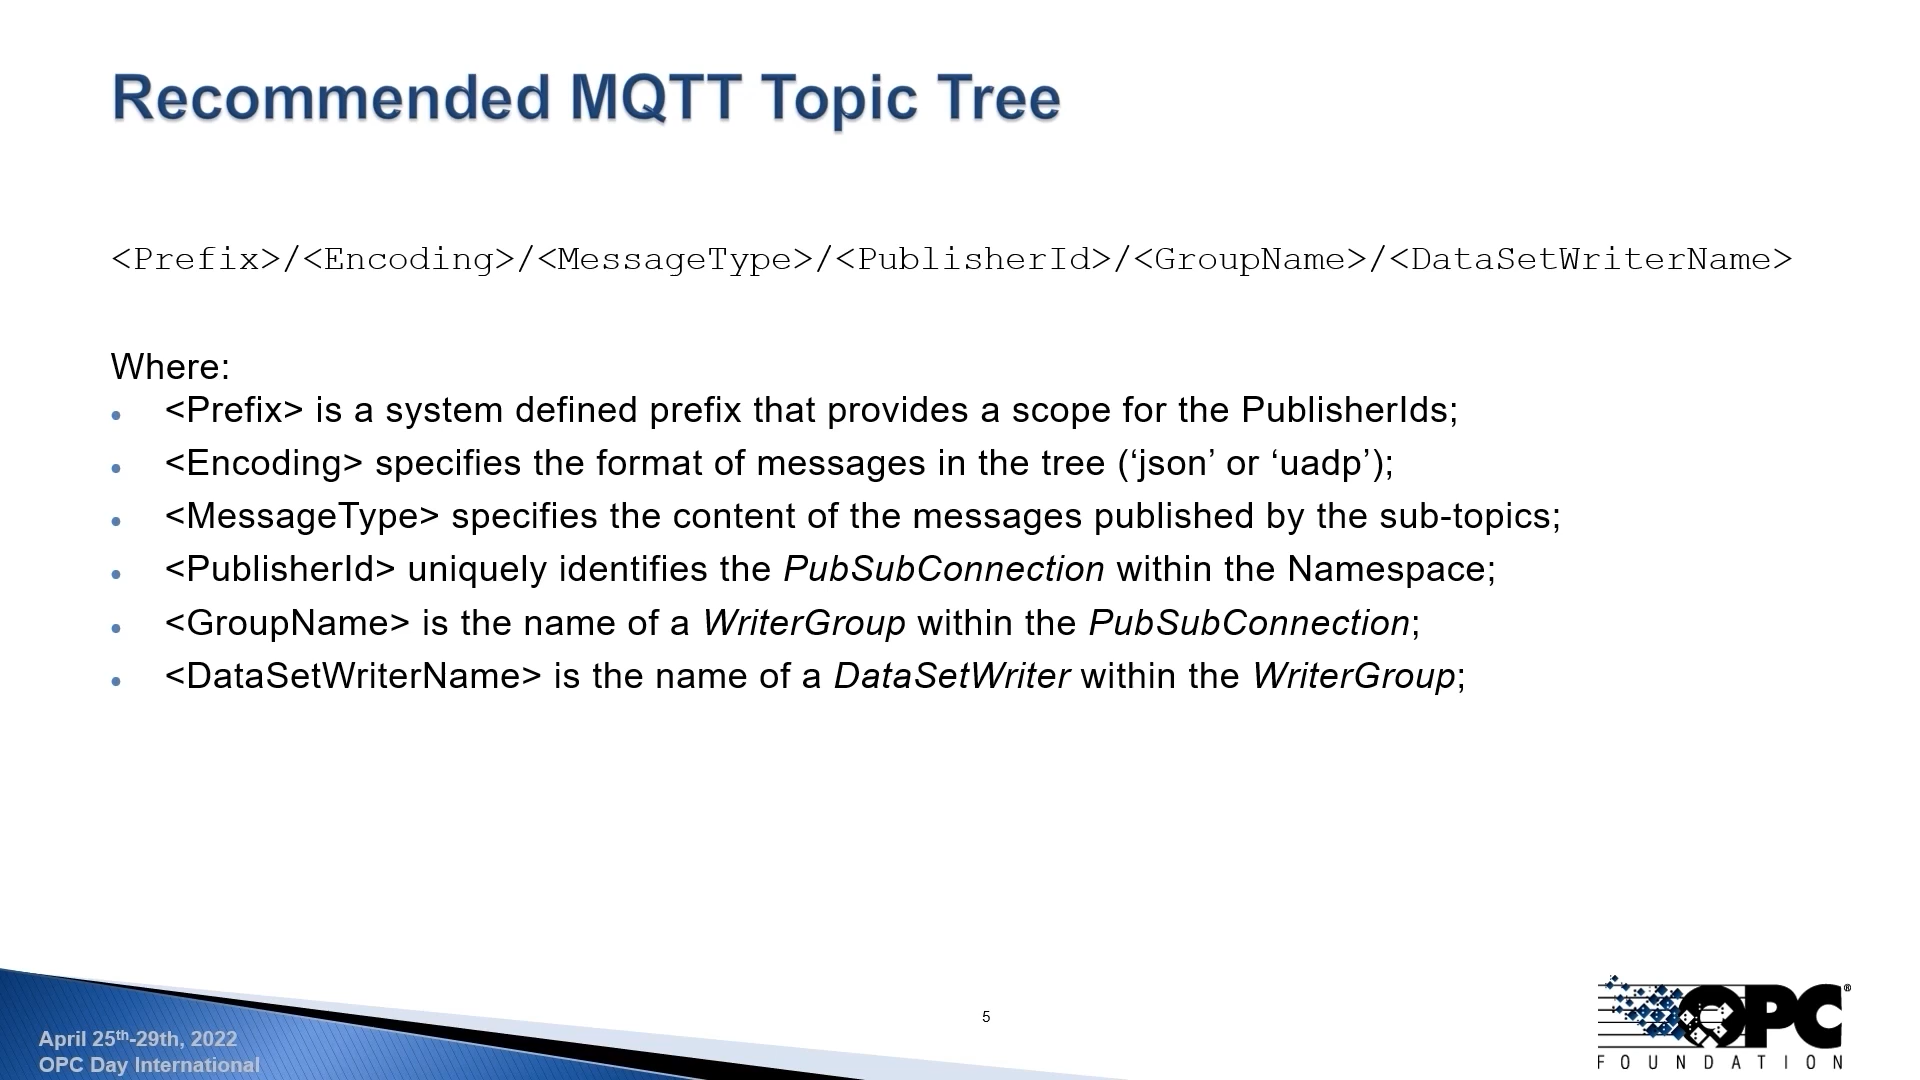 Recommended MQTT Topic Tree
<Prefix>/<Encoding>/<MessageType>/<PublisherId>/<GroupName>/<DataSetWriterName>
Where:
• <Prefix> is a system defined prefix that provides a scope for the PublisherIds;
• <Encoding> specifies the format of messages in the tree (‘json’ or ‘uadp’);
• <MessageType> specifies the content of the messages published by the sub-topics;
• <PublisherId> uniquely identifies the PubSubConnection within the Namespace;
• <GroupName> is the name of a WriterGroup within the PubSubConnection;
• <DataSetWriterName> is the name of a DataSetWriter within the WriterGroup;
April 25th-29th, 2022
OPC Day International
5
OPC®
FOUNDATION